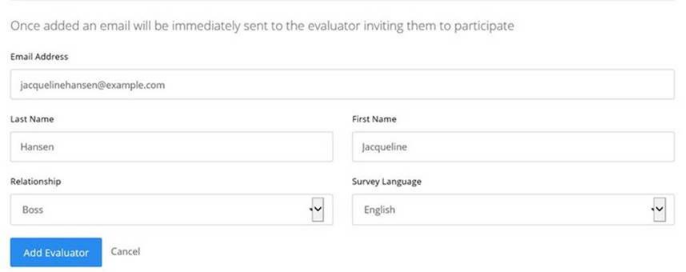 Once added an email will be immediately sent to the evaluator inviting them to participate
Email Address
jacquelinehansen@example.com
Last Name First Name
Hansen Jacqueline
Relationship Survey Language
Boss English
Add Evaluator Cancel